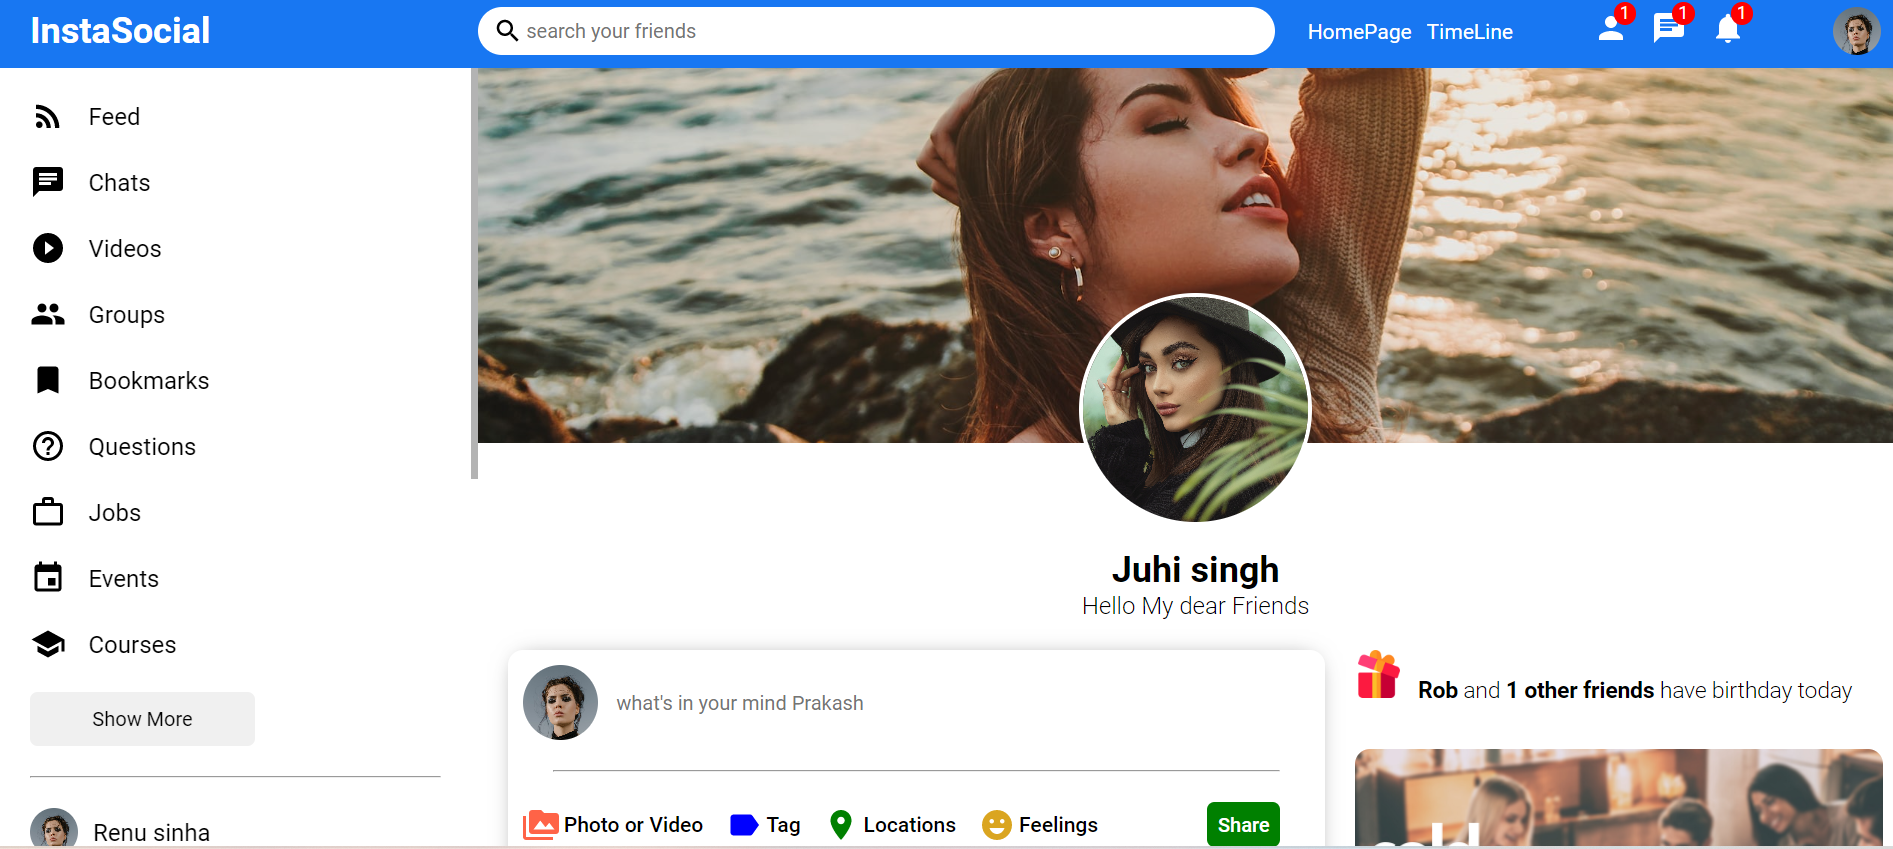 InstaSocial
search your friends
HomePage TimeLine
1 1 1
Feed
Chats
Videos
Groups
Bookmarks
Questions
Jobs
Events
Courses
Show More
Renu sinha
Juhi singh
Hello My dear Friends
what's in your mind Prakash
Photo or Video Tag Locations Feelings Share
Rob and 1 other friends have birthday today